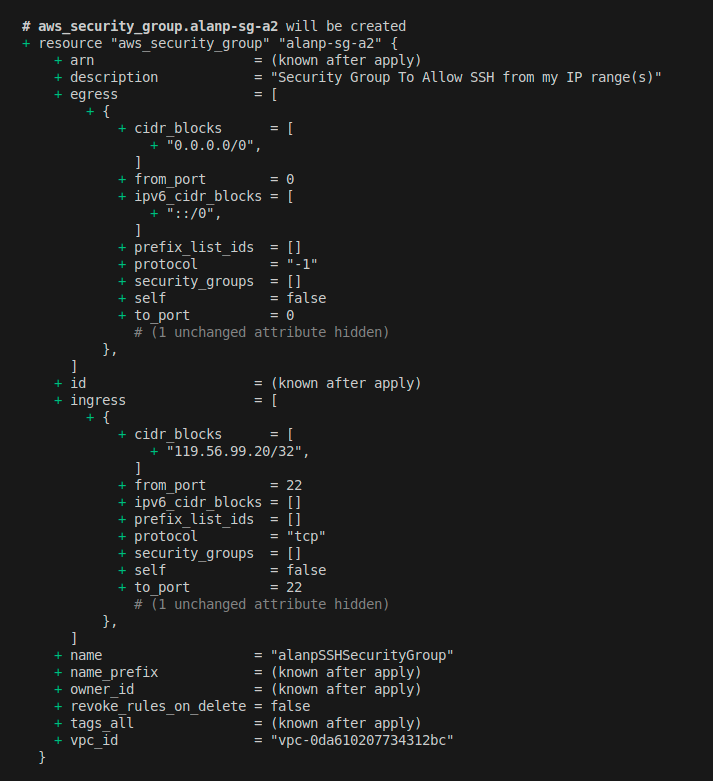 # aws_security_group.alanp-sg-a2 will be created
+ resource "aws_security_group" "alanp-sg-a2" {
    + arn                    = (known after apply)
    + description            = "Security Group To Allow SSH from my IP range(s)"
    + egress                 = [
        + {
            + cidr_blocks      = [
                + "0.0.0.0/0",
              ]
            + from_port        = 0
            + ipv6_cidr_blocks = [
                + "::/0",
              ]
            + prefix_list_ids  = []
            + protocol         = "-1"
            + security_groups  = []
            + self             = false
            + to_port          = 0
              # (1 unchanged attribute hidden)
          },
      ]
    + id                     = (known after apply)
    + ingress                = [
        + {
            + cidr_blocks      = [
                + "119.56.99.20/32",
              ]
            + from_port        = 22
            + ipv6_cidr_blocks = []
            + prefix_list_ids  = []
            + protocol         = "tcp"
            + security_groups  = []
            + self             = false
            + to_port          = 22
              # (1 unchanged attribute hidden)
          },
      ]
    + name                   = "alanpSSHSecurityGroup"
    + name_prefix            = (known after apply)
    + owner_id               = (known after apply)
    + revoke_rules_on_delete = false
    + tags_all               = (known after apply)
    + vpc_id                 = "vpc-0da610207734312bc"
  }